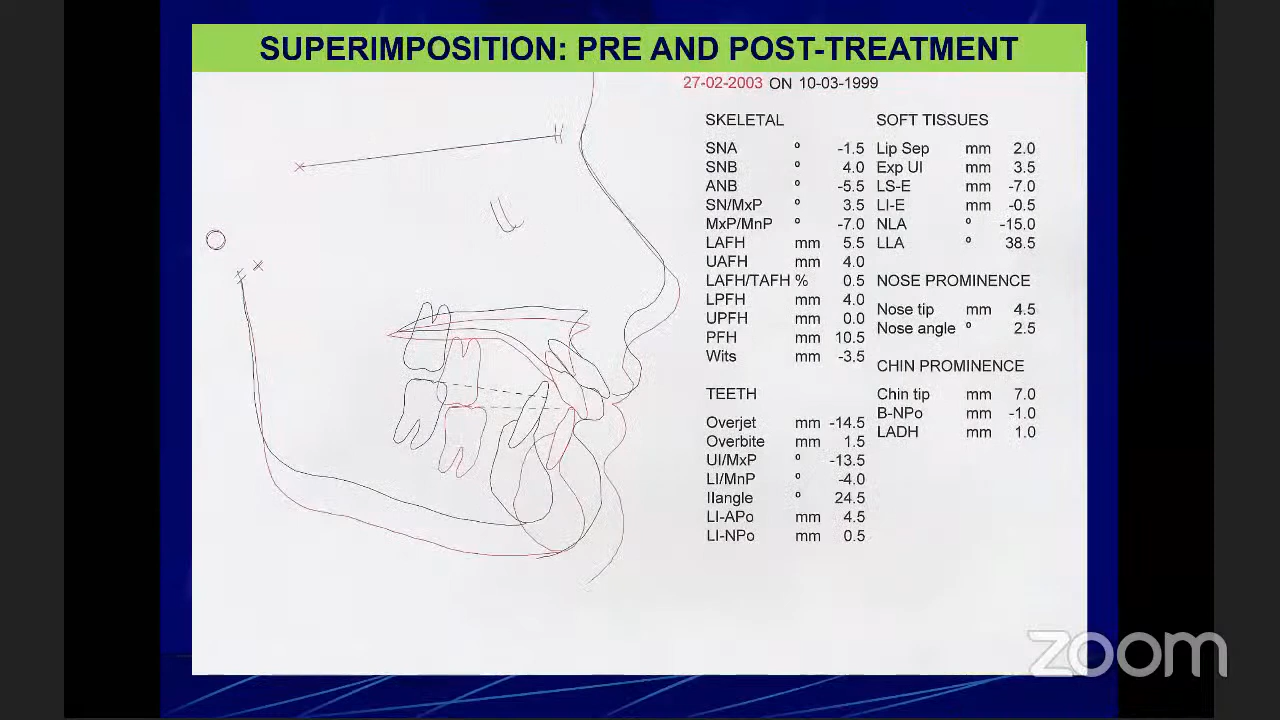 SUPERIMPOSITION: PRE AND POST-TREATMENT
27-02-2003 ON 10-03-1999
SKELETAL
SNA º -1.5
SNB º 4.0
ANB º -5.5
SN/MxP º 3.5
MxP/MnP º -7.0
LAFH mm 5.5
UAFH mm 4.0
LAFH/TAFH % 0.5
LPFH mm 4.0
UPFH mm 0.0
PFH mm 10.5
Wits mm -3.5
TEETH
Overjet mm -14.5
Overbite mm 1.5
UI/MxP º -13.5
LI/MnP º -4.0
IIangle º 24.5
LI-APo mm 4.5
LI-NPo mm 0.5
SOFT TISSUES
Lip Sep mm 2.0
Exp UI mm 3.5
LS-E mm -7.0
LI-E mm -0.5
NLA º -15.0
LLA º 38.5
NOSE PROMINENCE
Nose tip mm 4.5
Nose angle º 2.5
CHIN PROMINENCE
Chin tip mm 7.0
B-NPo mm -1.0
LADH mm 1.0
zoom